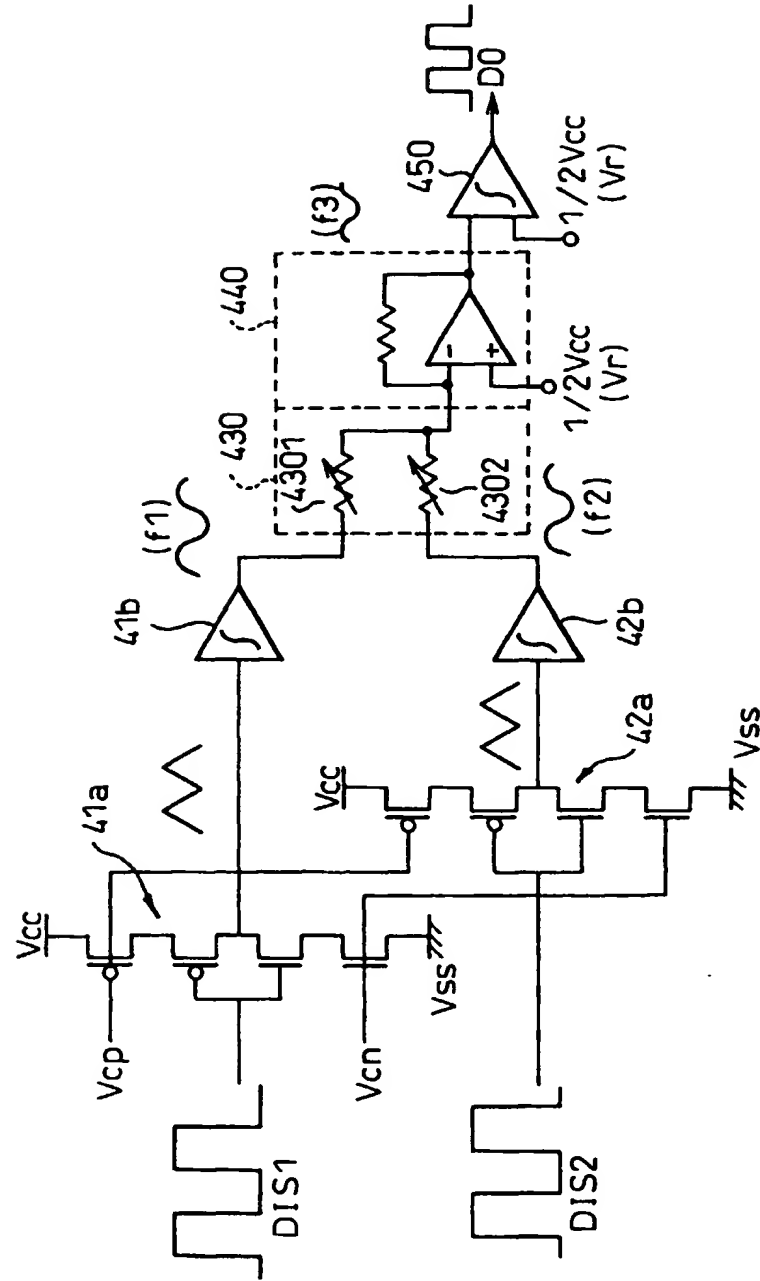 Vcc
41a
Vcp
Vcn
Vss
DIS1
DIS2
Vcc
42a
Vss
41b
(f1)
42b
(f2)
430
4301
4302
440
-
+
1/2Vcc
(Vr)
(f3)
450
1/2Vcc
(Vr)
DO